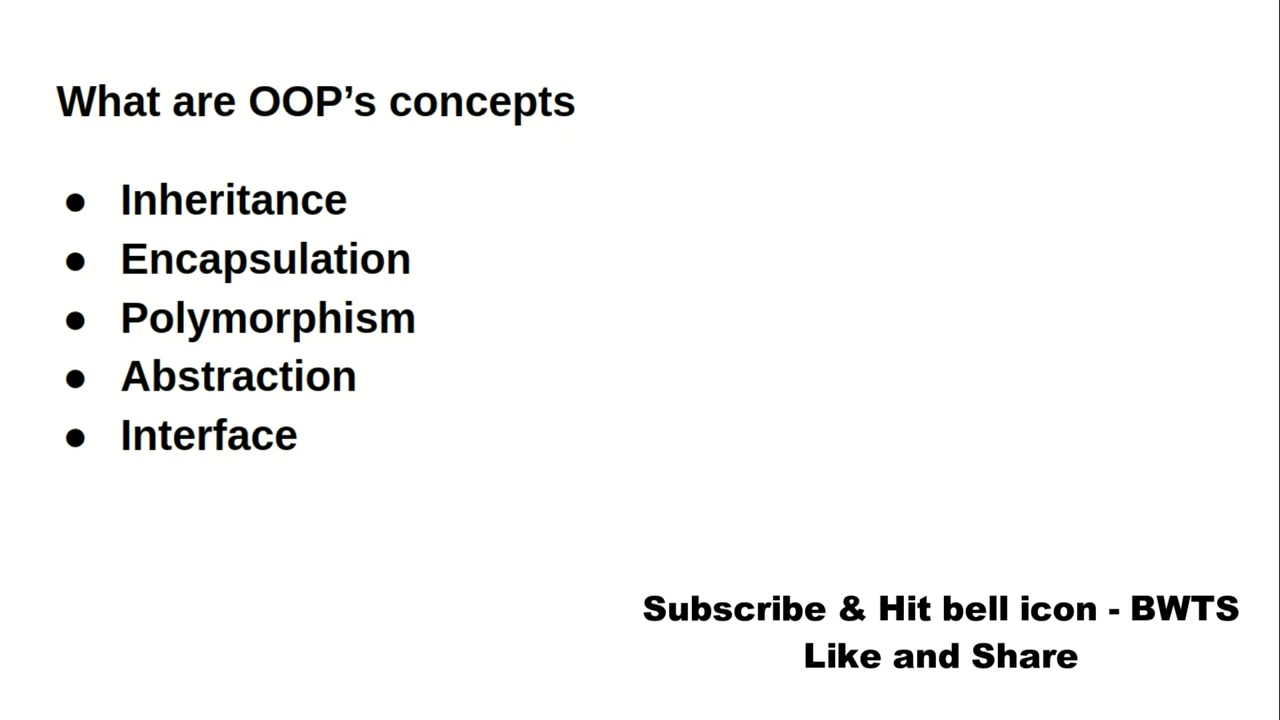 What are OOP’s concepts
● Inheritance
● Encapsulation
● Polymorphism
● Abstraction
● Interface
Subscribe & Hit bell icon - BWTS
Like and Share